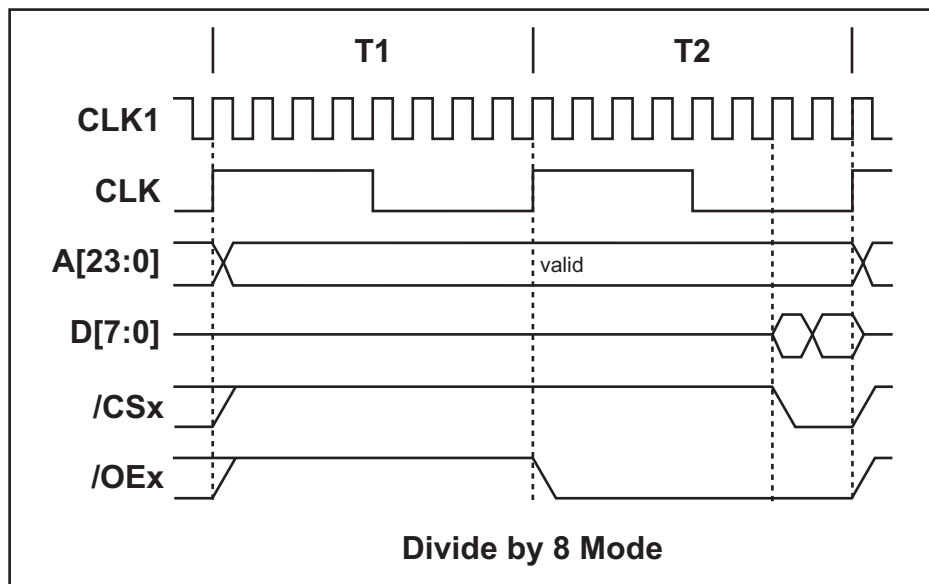 T1 T2
CLK1
CLK
A[23:0] valid
D[7:0]
/CSx
/OEx
Divide by 8 Mode